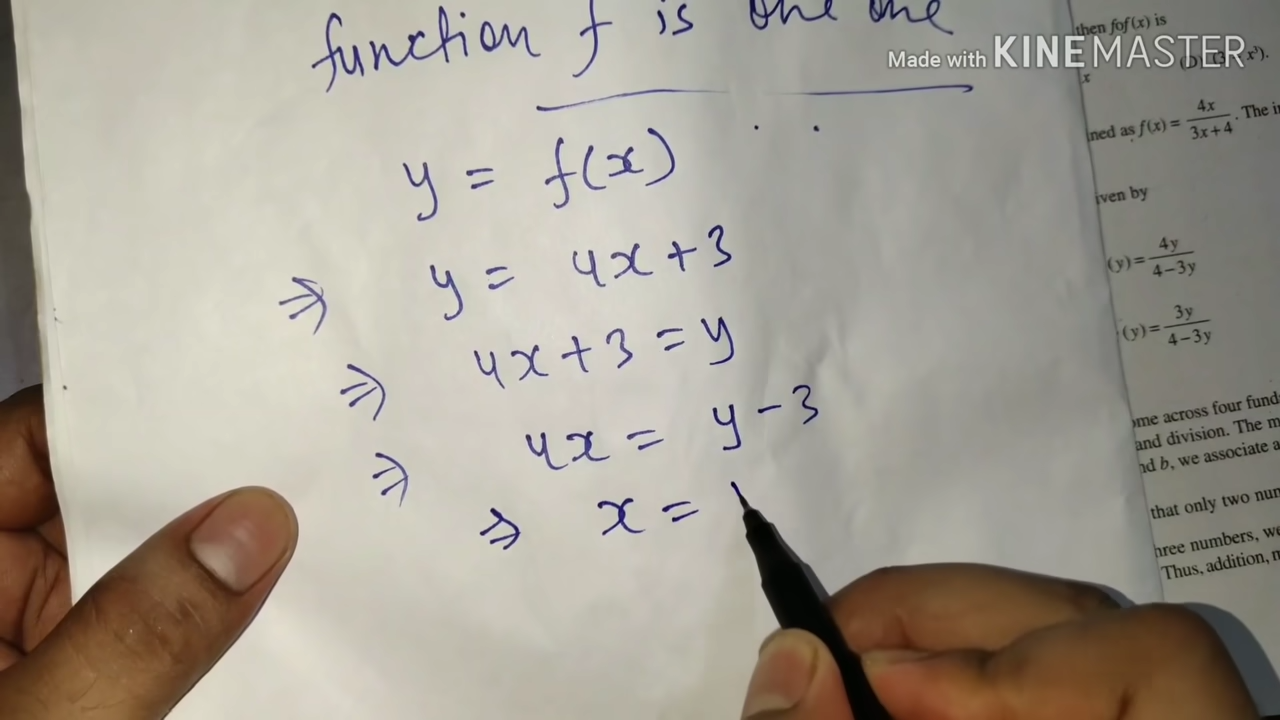 function f is one one
Made with KINEMASTER
y = f(x)
⇒ y = 4x+3
⇒ 4x+3 = y
⇒ 4x = y-3
⇒ x =
then fof(x) is
x
ned as f(x) = 4x/3x+4. The i
ven by
(y)= 4y/4-3y
(y)= 3y/4-3y
me across four fund
and division. The m
nd b, we associate a
that only two nun
hree numbers, we
Thus, addition, n